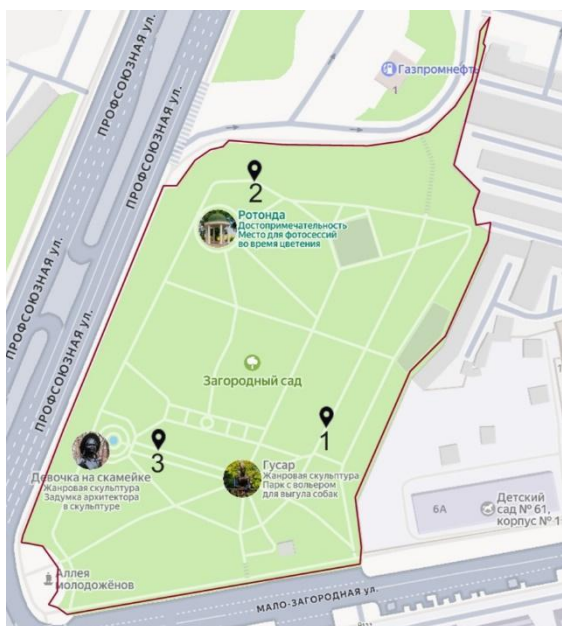 ПРОФСОЮЗНАЯ УЛ.
ПРОФСОЮЗНАЯ УЛ.
Газпромнефть
1
2
Ротонда
Достопримечательность
Место для фотосессий
во время цветения
ПРОФСОЮЗНАЯ УЛ.
Загородный сад
ПРОФСОЮЗНАЯ УЛ.
1
3
Девочка на скамейке
Жанровая скульптура
Задумка архитектора
в скульптуре
Гусар
Жанровая скульптура
Парк с вольером
для выгула собак
6А
Детский
сад № 61,
корпус № 1
Аллея
молодожёнов
МАЛО-ЗАГОРОДНАЯ УЛ.